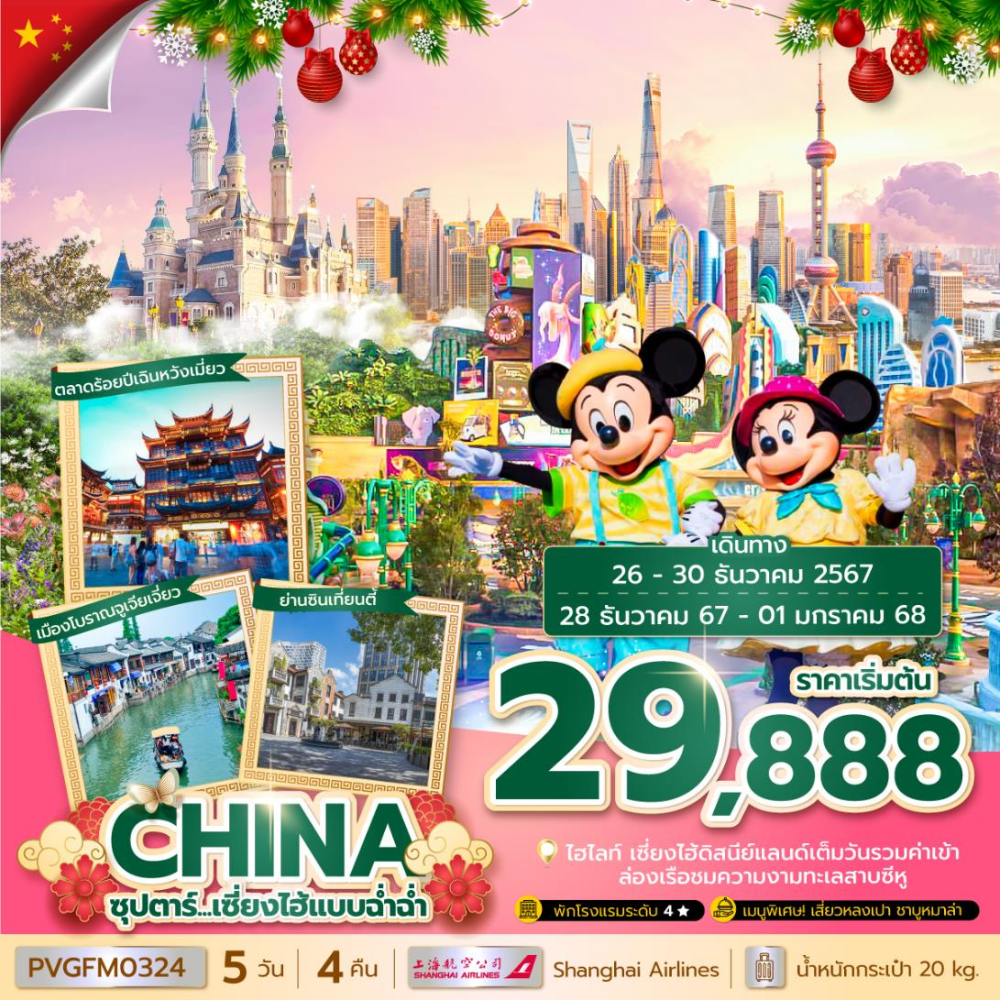 THE BIG
DONUT
ตลาดร้อยปีเฉินหวังเมี่ยว
เมืองโบราณจูเจียเจี่ยว
ย่านซินเทียนตี้
เดินทาง
26 - 30 ธันวาคม 2567
28 ธันวาคม 67 - 01 มกราคม 68
ราคาเริ่มต้น
29,888
CHINA
ซุปตาร์...เซี่ยงไฮ้แบบฉ่ำฉ่ำ
ไฮไลท์ เซี่ยงไฮ้ดิสนีย์แลนด์เต็มวันรวมค่าเข้า
ล่องเรือชมความงามทะเลสาบซีหู
พักโรงแรมระดับ 4 ★
เมนูพิเศษ! เสี่ยวหลงเปา ชาบูหมาล่า
PVGFM0324
5 วัน
4 คืน
上海航空公司
SHANGHAI AIRLINES
Shanghai Airlines
น้ำหนักกระเป๋า 20 kg.